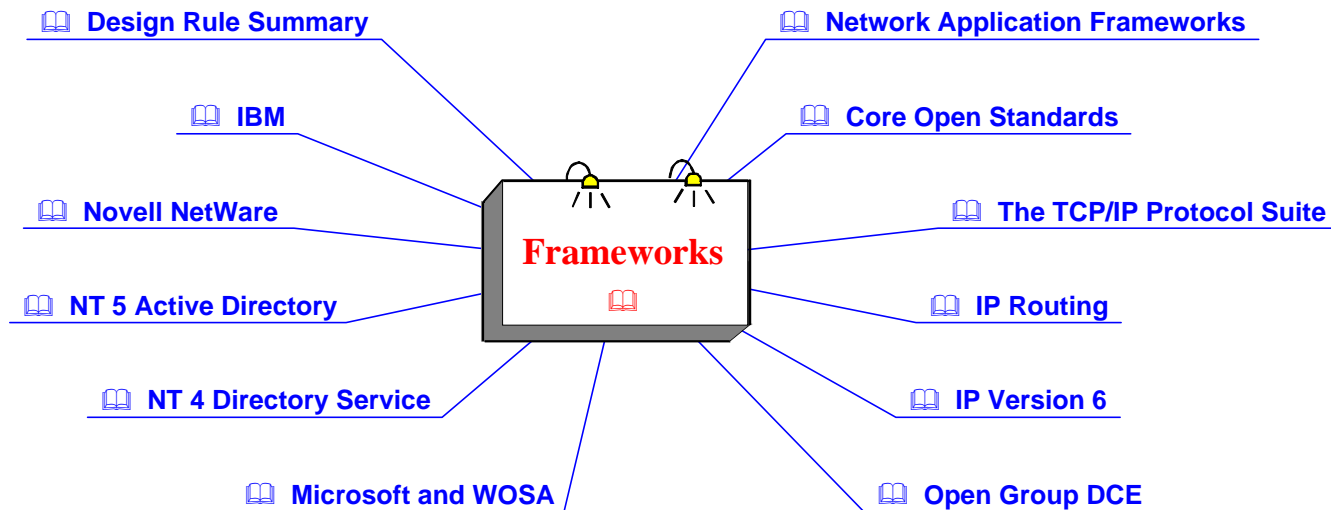 Design Rule Summary
Network Application Frameworks
IBM
Core Open Standards
Novell NetWare
The TCP/IP Protocol Suite
Frameworks
NT 5 Active Directory
IP Routing
NT 4 Directory Service
IP Version 6
Microsoft and WOSA
Open Group DCE